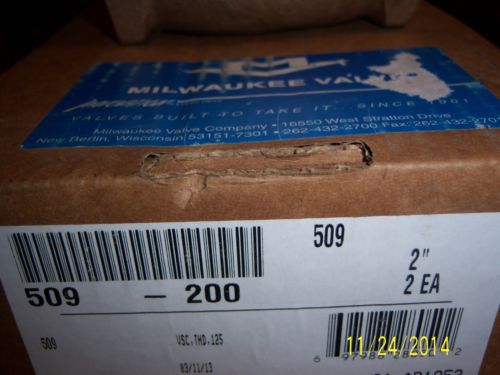 MILWAUKEE VALVE
VALVES BUILT TO TAKE IT. SINCE 1901
Milwaukee Valve Company • 16550 West Stratton Drive
New Berlin, Wisconsin 53151-7301 • 262-432-2700 Fax: 262-432-2701
509
2"
2 EA
509 - 200
509 VSC.THD.125
03/11/13
11/24/2014